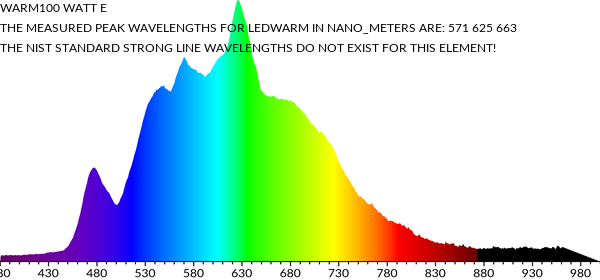 WARM100 WATT E
THE MEASURED PEAK WAVELENGTHS FOR LEDWARM IN NANO_METERS ARE: 571 625 663
THE NIST STANDARD STRONG LINE WAVELENGTHS DO NOT EXIST FOR THIS ELEMENT!
80 430 480 530 580 630 680 730 780 830 880 930 980